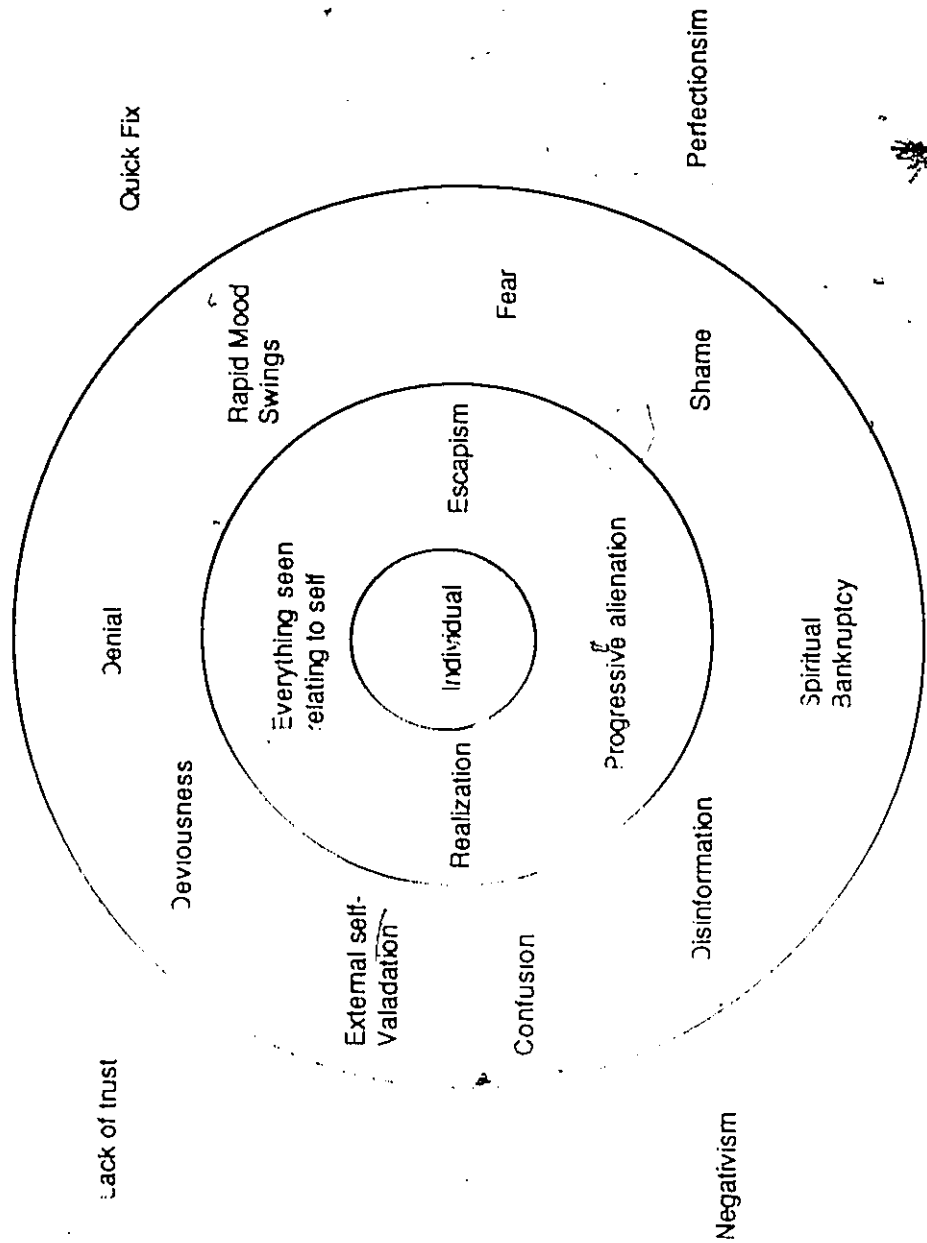 Lack of trust
Denial
Quick Fix
Deviousness
Rapid Mood
Swings
Everything seen
relating to self
External self-
Valadation
Realization
Individual
Escapism
Confusion
Fear
Progressive alienation
Disinformation
Shame
Negativism
Perfectionsim
Spiritual
Bankruptcy